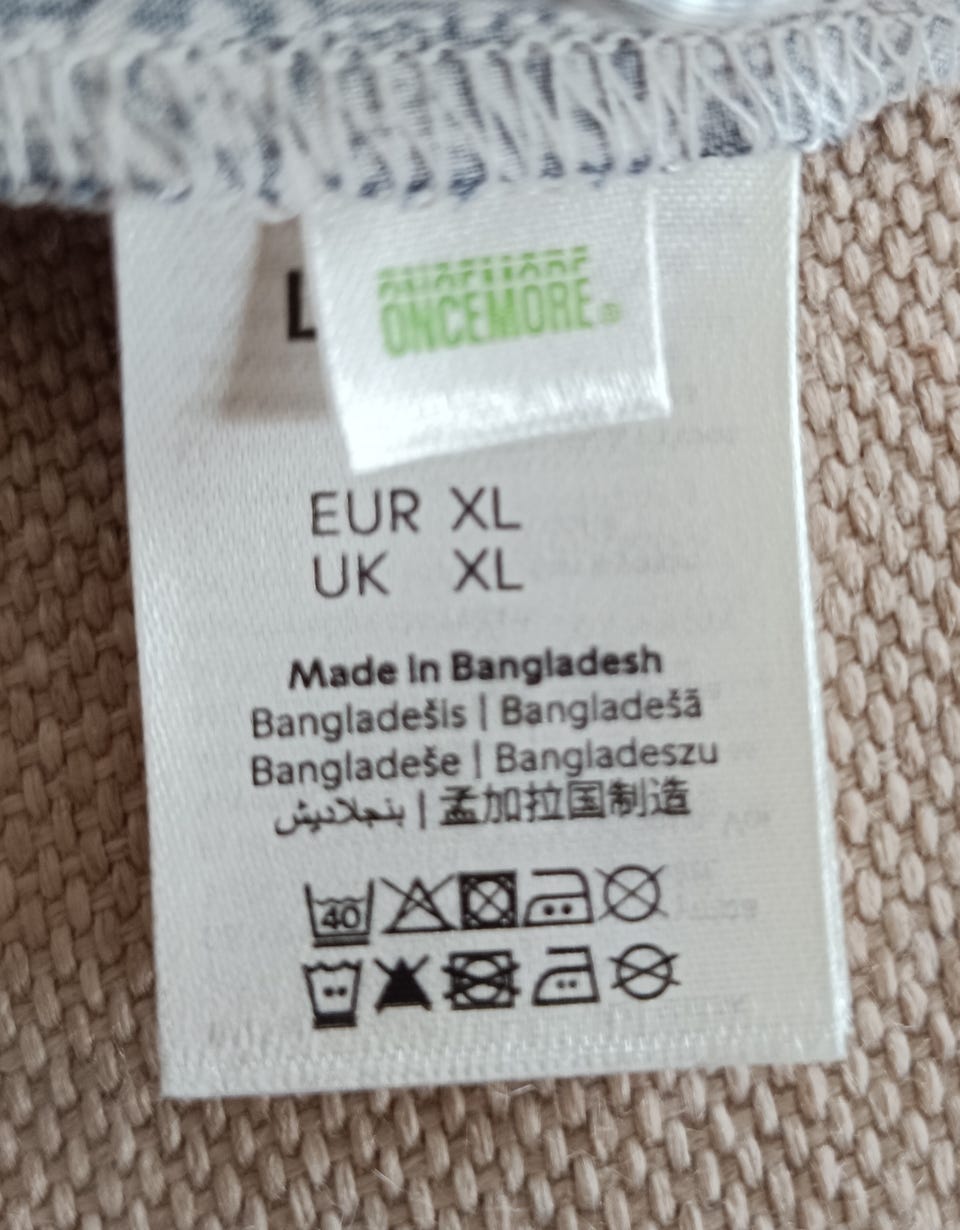 ONCEMORE®
EUR XL
UK XL
Made in Bangladesh
Bangladešis | Bangladešā
Bangladeše | Bangladeszu
بنجلاديش | 孟加拉国制造
40